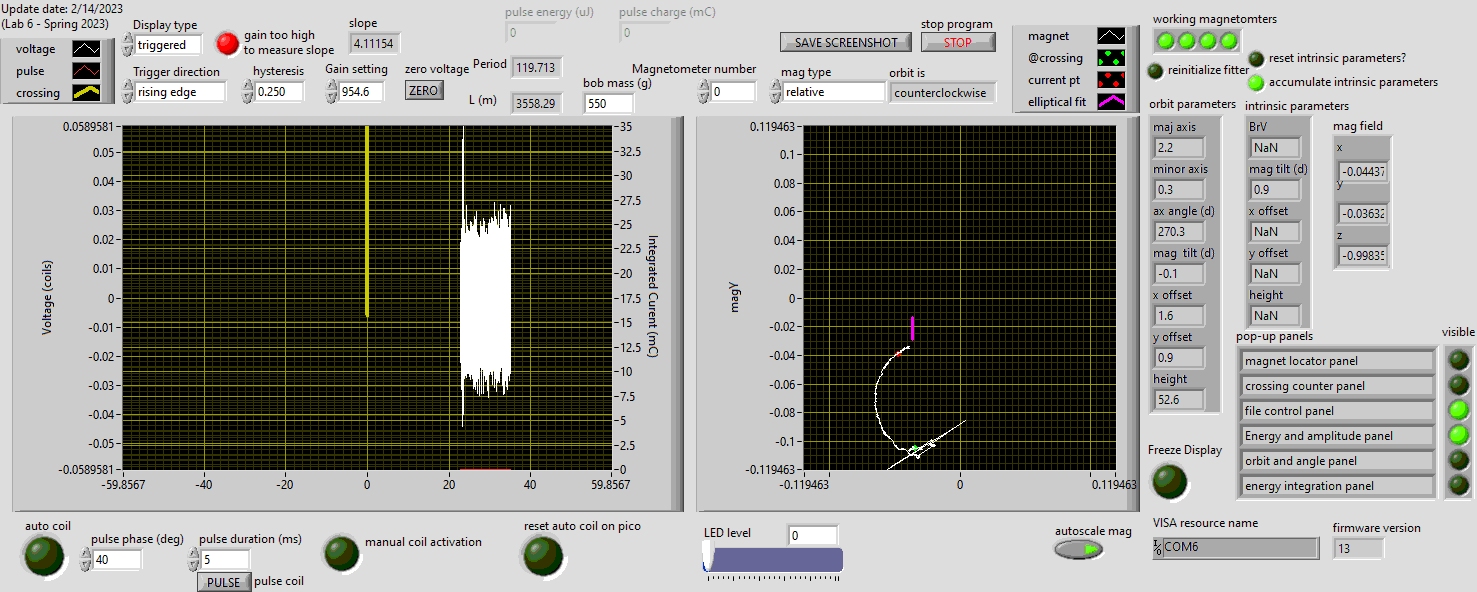 Update date: 2/14/2023
(Lab 6 - Spring 2023)
voltage
pulse
crossing
Display type
triggered
gain too high
to measure slope
slope
4.11154
Trigger direction
rising edge
hysteresis
0.250
Gain setting
954.6
zero voltage
ZERO
pulse energy (uJ)
0
pulse charge (mC)
0
Period
119.713
L (m)
3558.29
bob mass (g)
550
Magnetometer number
0
mag type
relative
orbit is
counterclockwise
SAVE SCREENSHOT
stop program
STOP
magnet
@crossing
current pt
elliptical fit
working magnetomters
reinitialize fitter
reset intrinsic parameters?
accumulate intrinsic parameters
orbit parameters
maj axis
2.2
minor axis
0.3
ax angle (d)
270.3
mag tilt (d)
-0.1
x offset
1.6
y offset
0.9
height
52.6
intrinsic parameters
BrV
NaN
mag tilt (d)
0.9
x offset
NaN
y offset
NaN
height
NaN
mag field
x
-0.04437
y
-0.03632
z
-0.99835
Voltage (coils)
0.0589581
0.05
0.04
0.03
0.02
0.01
0
-0.01
-0.02
-0.03
-0.04
-0.05
-0.0589581
-59.8567
-40
-20
0
20
40
59.8567
35
32.5
30
27.5
25
22.5
20
17.5
15
12.5
10
7.5
5
2.5
0
Integrated Curent (mC)
magy
0.119463
0.1
0.08
0.06
0.04
0.02
0
-0.02
-0.04
-0.06
-0.08
-0.1
-0.119463
-0.119463
0
0.119463
pop-up panels
visible
magnet locator panel
crossing counter panel
file control panel
Energy and amplitude panel
orbit and angle panel
energy integration panel
Freeze Display
auto coil
pulse phase (deg)
40
pulse duration (ms)
5
PULSE
pulse coil
manual coil activation
reset auto coil on pico
LED level
0
autoscale mag
VISA resource name
COM6
firmware version
13